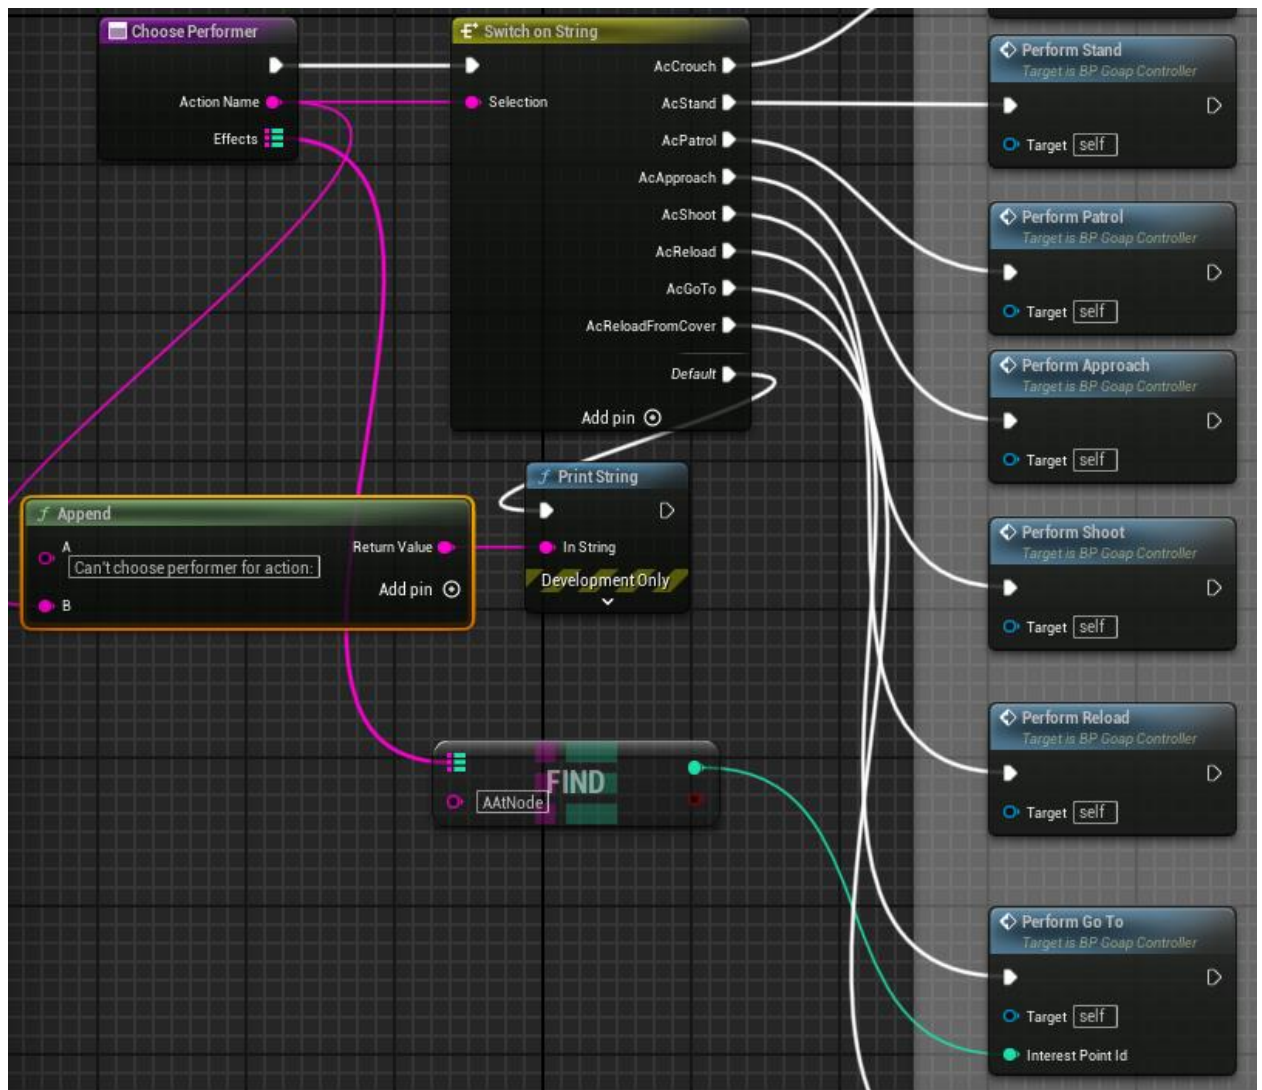 Choose Performer
Action Name
Effects
Switch on String
Selection
AcCrouch
AcStand
AcPatrol
AcApproach
AcShoot
AcReload
AcGoTo
AcReloadFromCover
Default
Add pin
Append
A
Can't choose performer for action:
B
Return Value
Add pin
Print String
In String
Development Only
FIND
AAtNode
Perform Stand
Target is BP Goap Controller
Target self
Perform Patrol
Target is BP Goap Controller
Target self
Perform Approach
Target is BP Goap Controller
Target self
Perform Shoot
Target is BP Goap Controller
Target self
Perform Reload
Target is BP Goap Controller
Target self
Perform Go To
Target is BP Goap Controller
Target self
Interest Point Id